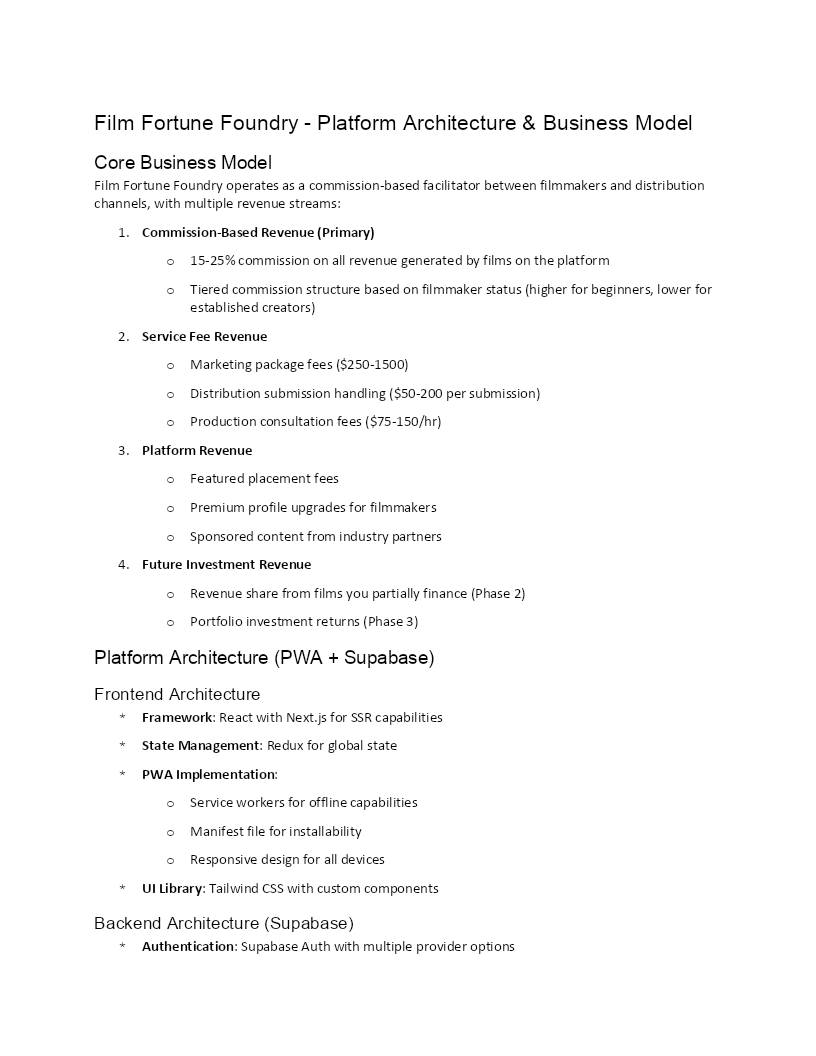 Film Fortune Foundry - Platform Architecture & Business Model
Core Business Model
Film Fortune Foundry operates as a commission-based facilitator between filmmakers and distribution
channels, with multiple revenue streams:
1. Commission-Based Revenue (Primary)
o 15-25% commission on all revenue generated by films on the platform
o Tiered commission structure based on filmmaker status (higher for beginners, lower for
established creators)
2. Service Fee Revenue
o Marketing package fees ($250-1500)
o Distribution submission handling ($50-200 per submission)
o Production consultation fees ($75-150/hr)
3. Platform Revenue
o Featured placement fees
o Premium profile upgrades for filmmakers
o Sponsored content from industry partners
4. Future Investment Revenue
o Revenue share from films you partially finance (Phase 2)
o Portfolio investment returns (Phase 3)
Platform Architecture (PWA + Supabase)
Frontend Architecture
* Framework: React with Next.js for SSR capabilities
* State Management: Redux for global state
* PWA Implementation:
o Service workers for offline capabilities
o Manifest file for installability
o Responsive design for all devices
* UI Library: Tailwind CSS with custom components
Backend Architecture (Supabase)
* Authentication: Supabase Auth with multiple provider options